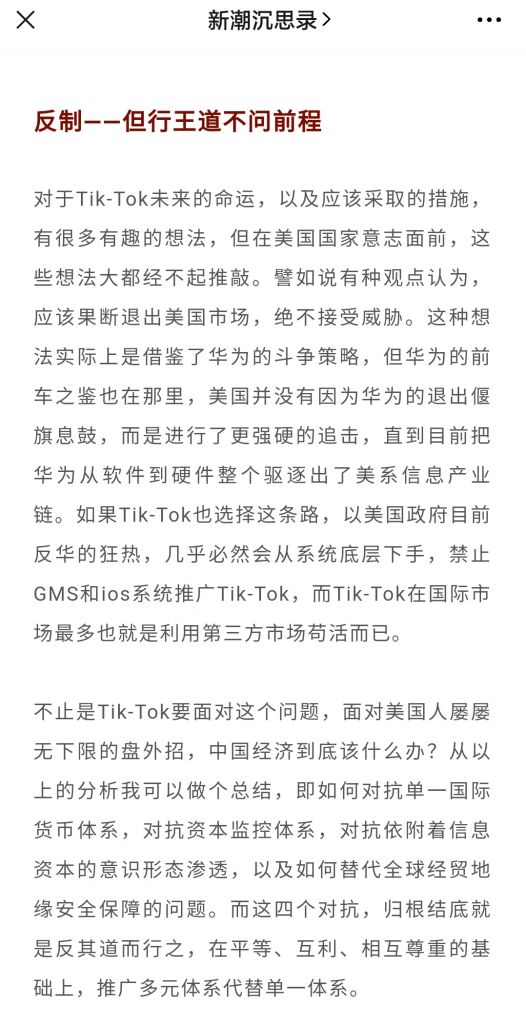 新潮沉思录
反制——但行王道不问前程
对于Tik-Tok未来的命运，以及应该采取的措施，
有很多有趣的想法，但在美国国家意志面前，这
些想法大都经不起推敲。譬如说有种观点认为，
应该果断退出美国市场，绝不接受威胁。这种想
法实际上是借鉴了华为的斗争策略，但华为的前
车之鉴也在那里，美国并没有因为华为的退出偃
旗息鼓，而是进行了更强硬的追击，直到目前把
华为从软件到硬件整个驱逐出了美系信息产业
链。如果Tik-Tok也选择这条路，以美国政府目前
反华的狂热，几乎必然会从系统底层下手，禁止
GMS和ios系统推广Tik-Tok，而Tik-Tok在国际市
场最多也就是利用第三方市场苟活而已。
不止是Tik-Tok要面对这个问题，面对美国人屡屡
无下限的盘外招，中国经济到底该什么办？从以
上的分析我可以做个总结，即如何对抗单一国际
货币体系，对抗资本监控体系，对抗依附着信息
资本的意识形态渗透，以及如何替代全球经贸地
缘安全保障的问题。而这四个对抗，归根结底就
是反其道而行之，在平等、互利、相互尊重的基
础上，推广多元体系代替单一体系。